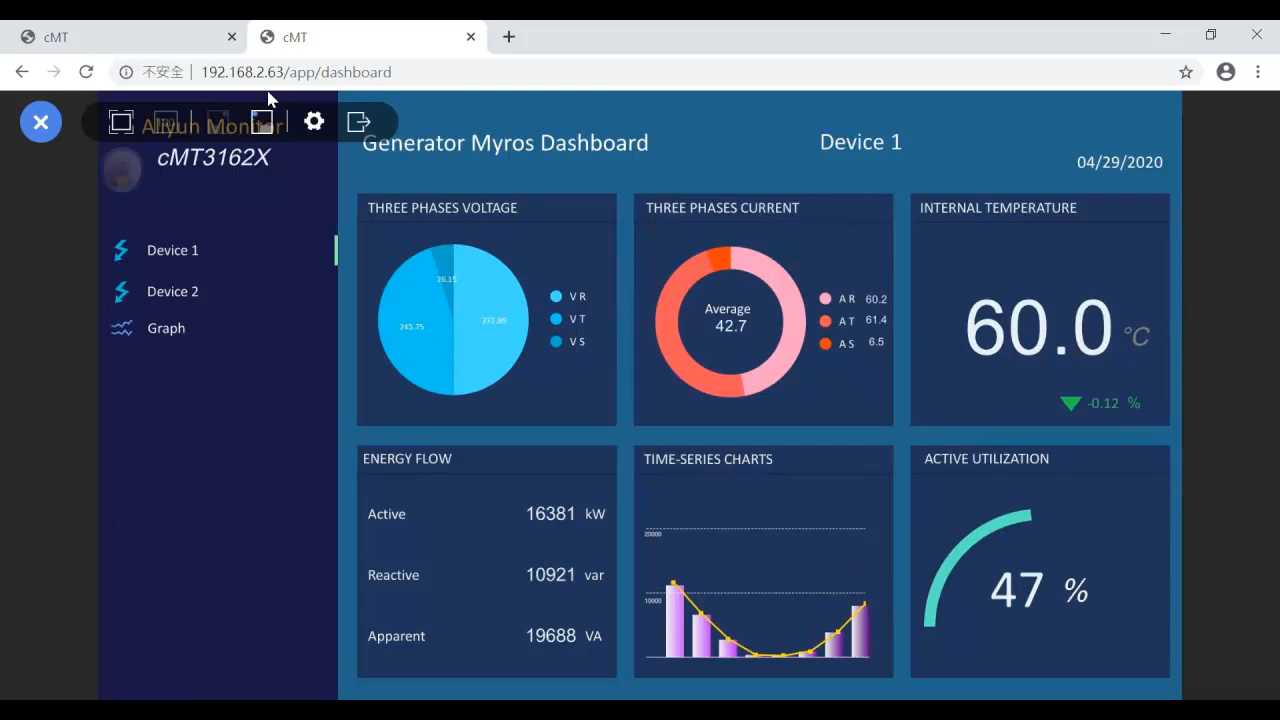 cMT
cMT
不安全 192.168.2.63/app/dashboard
Aliyun Monitor
cMT3162X
Device 1
Device 2
Graph
Generator Myros Dashboard
Device 1
04/29/2020
THREE PHASES VOLTAGE
26.15
245.75
271.86
V R
V T
V S
THREE PHASES CURRENT
Average
42.7
A R 60.2
A T 61.4
A S 6.5
INTERNAL TEMPERATURE
60.0 °C
-0.12 %
ENERGY FLOW
Active 16381 kW
Reactive 10921 var
Apparent 19688 VA
TIME-SERIES CHARTS
20000
10000
ACTIVE UTILIZATION
47 %